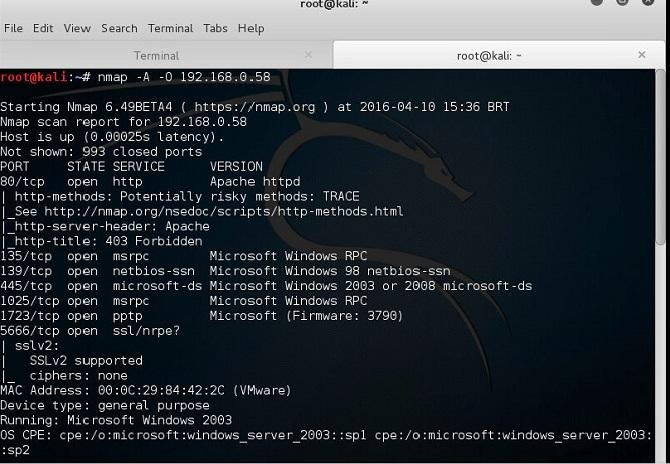 root@kali: ~
File Edit View Search Terminal Tabs Help
Terminal × root@kali: ~ ×
root@kali:~# nmap -A -O 192.168.0.58
Starting Nmap 6.49BETA4 ( https://nmap.org ) at 2016-04-10 15:36 BRT
Nmap scan report for 192.168.0.58
Host is up (0.00025s latency).
Not shown: 993 closed ports
PORT     STATE SERVICE      VERSION
80/tcp   open  http         Apache httpd
| http-methods: Potentially risky methods: TRACE
|_See http://nmap.org/nsedoc/scripts/http-methods.html
|_http-server-header: Apache
|_http-title: 403 Forbidden
135/tcp  open  msrpc        Microsoft Windows RPC
139/tcp  open  netbios-ssn  Microsoft Windows 98 netbios-ssn
445/tcp  open  microsoft-ds Microsoft Windows 2003 or 2008 microsoft-ds
1025/tcp open  msrpc        Microsoft Windows RPC
1723/tcp open  pptp         Microsoft (Firmware: 3790)
5666/tcp open  ssl/nrpe?
| sslv2:
|   SSLv2 supported
|_  ciphers: none
MAC Address: 00:0C:29:84:42:2C (VMware)
Device type: general purpose
Running: Microsoft Windows 2003
OS CPE: cpe:/o:microsoft:windows_server_2003::sp1 cpe:/o:microsoft:windows_server_2003:
:sp2